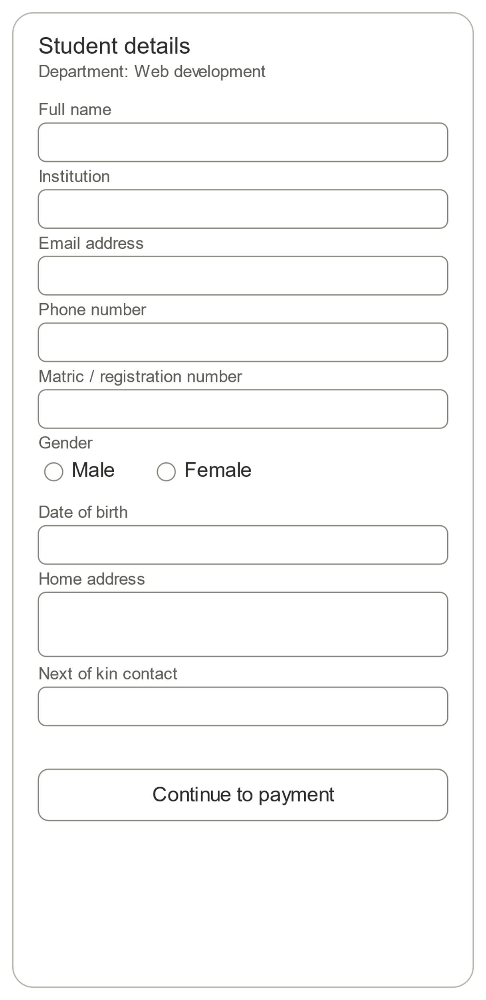 Student details
Department: Web development
Full name
Institution
Email address
Phone number
Matric / registration number
Gender
Male Female
Date of birth
Home address
Next of kin contact
Continue to payment